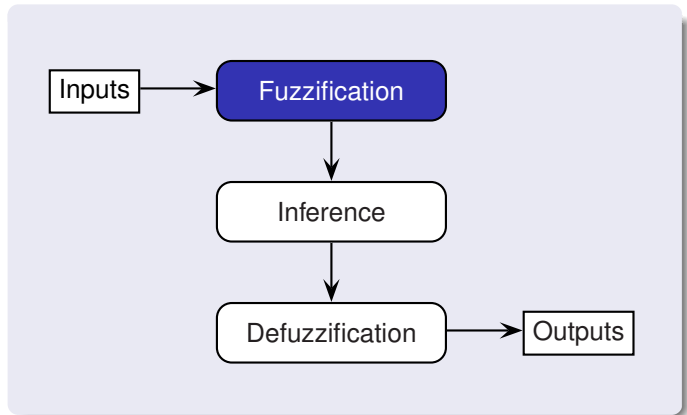 Inputs
Fuzzification
Inference
Defuzzification
Outputs